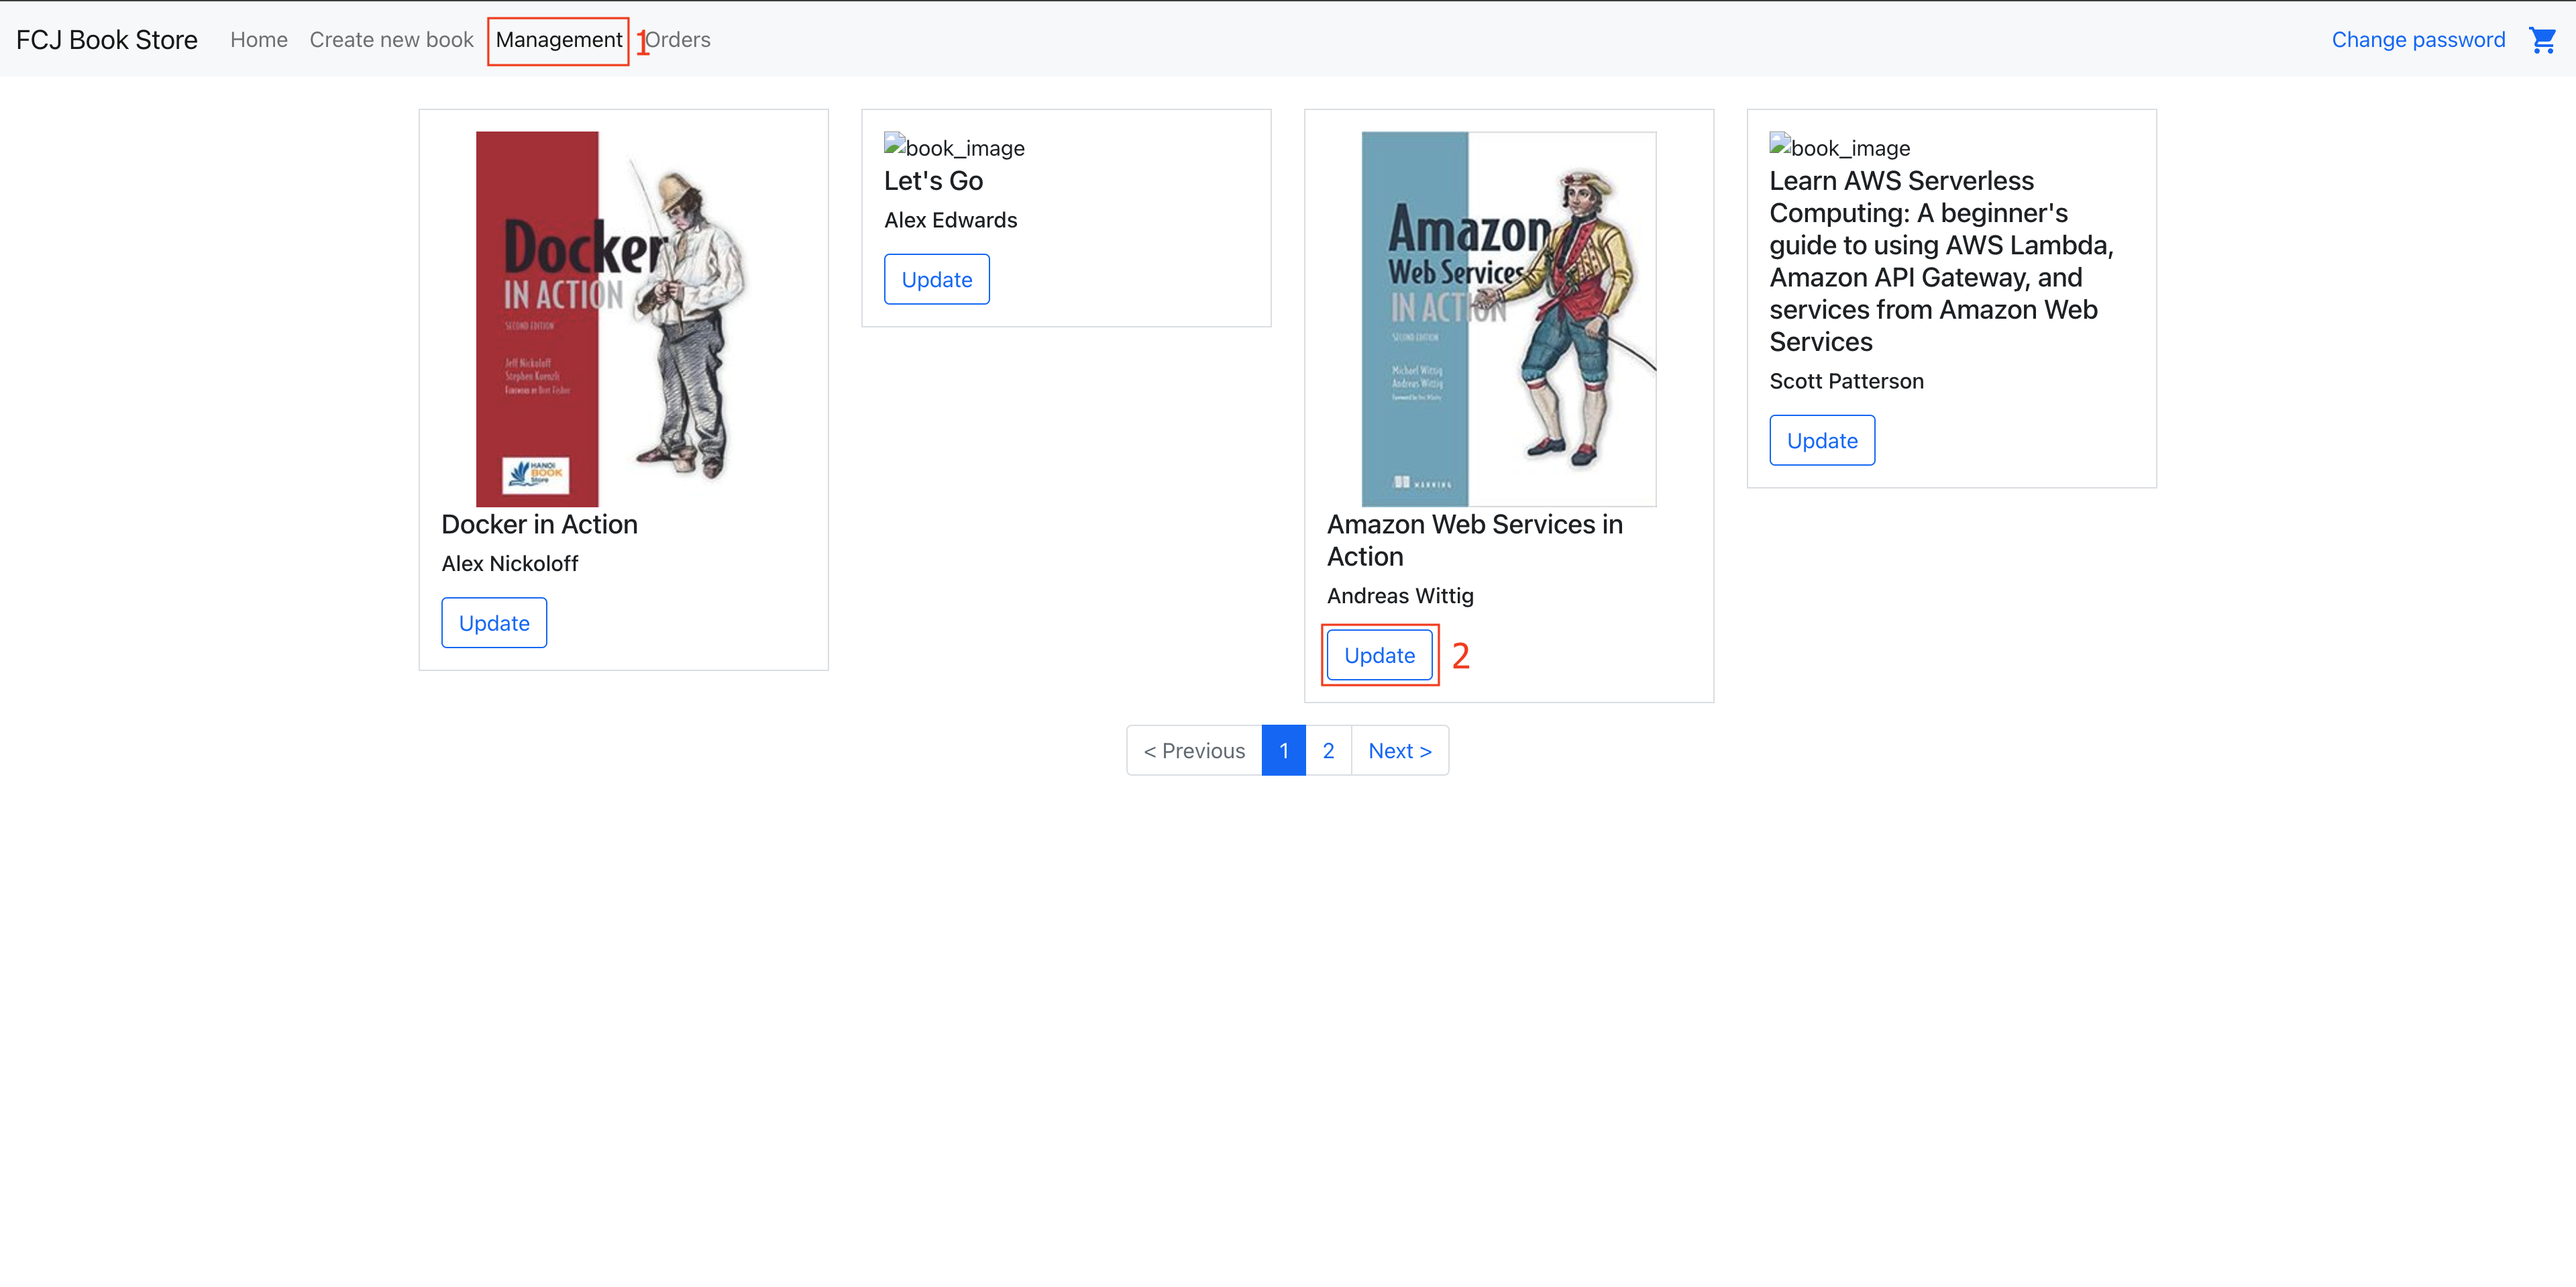 FCJ Book Store Home Create new book Management 1 Orders Change password
Docker
IN ACTION
SECOND EDITION
Jeff Nickoloff
Stephen Kuenzli
Foreword by Bret Fisher
HANOI
BOOK
Store
Docker in Action
Alex Nickoloff
Update
book_image
Let's Go
Alex Edwards
Update
Amazon
Web Services
IN ACTION
SECOND EDITION
Michael Wittig
Andreas Wittig
MANNING
Amazon Web Services in
Action
Andreas Wittig
Update 2
book_image
Learn AWS Serverless
Computing: A beginner's
guide to using AWS Lambda,
Amazon API Gateway, and
services from Amazon Web
Services
Scott Patterson
Update
< Previous 1 2 Next >